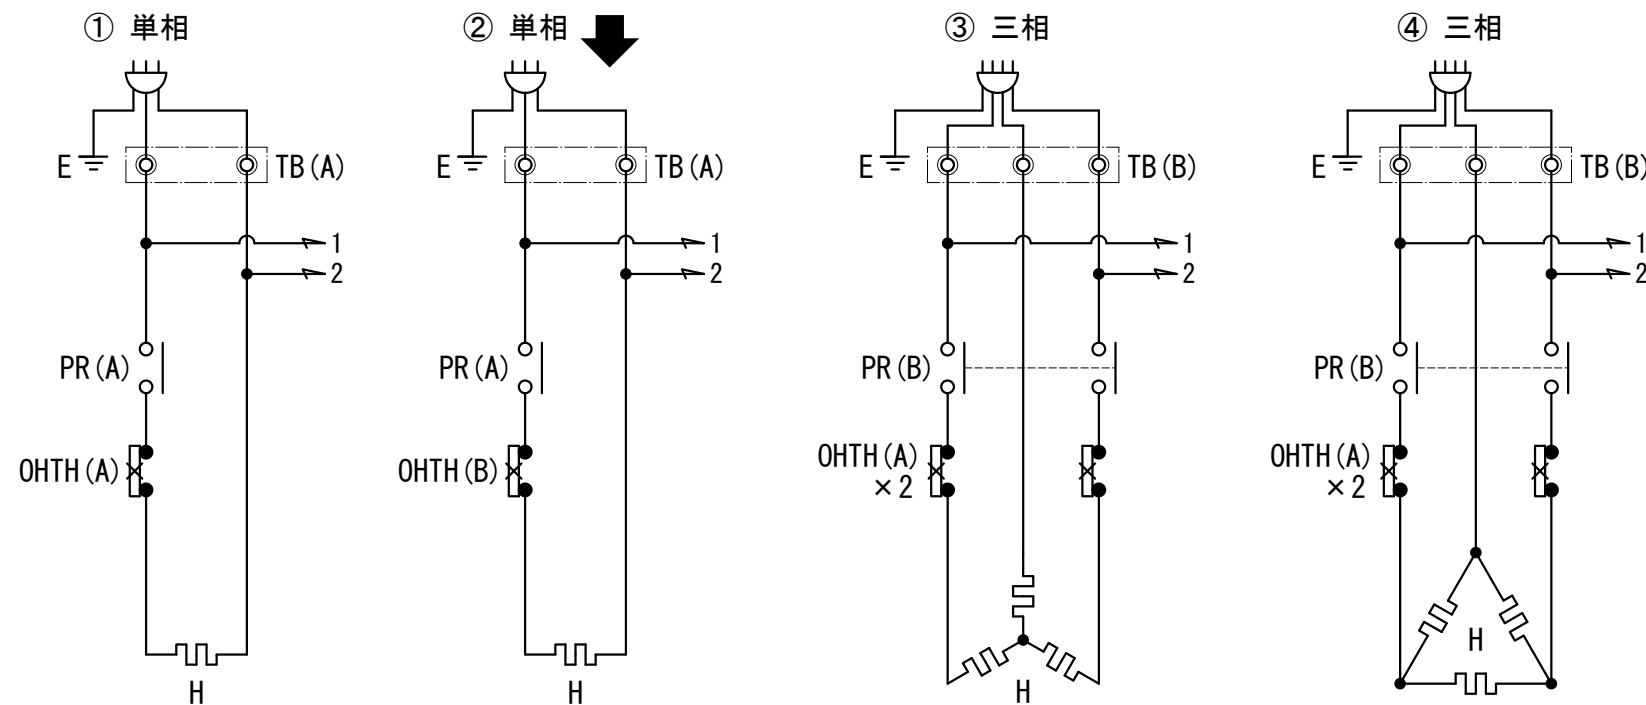 ① 単相
E
TB(A)
1
2
PR(A)
OHTH(A)
H
② 単相
E
TB(A)
1
2
PR(A)
OHTH(B)
H
③ 三相
E
TB(B)
1
2
PR(B)
OHTH(A)
×2
H
④ 三相
E
TB(B)
1
2
PR(B)
OHTH(A)
×2
H